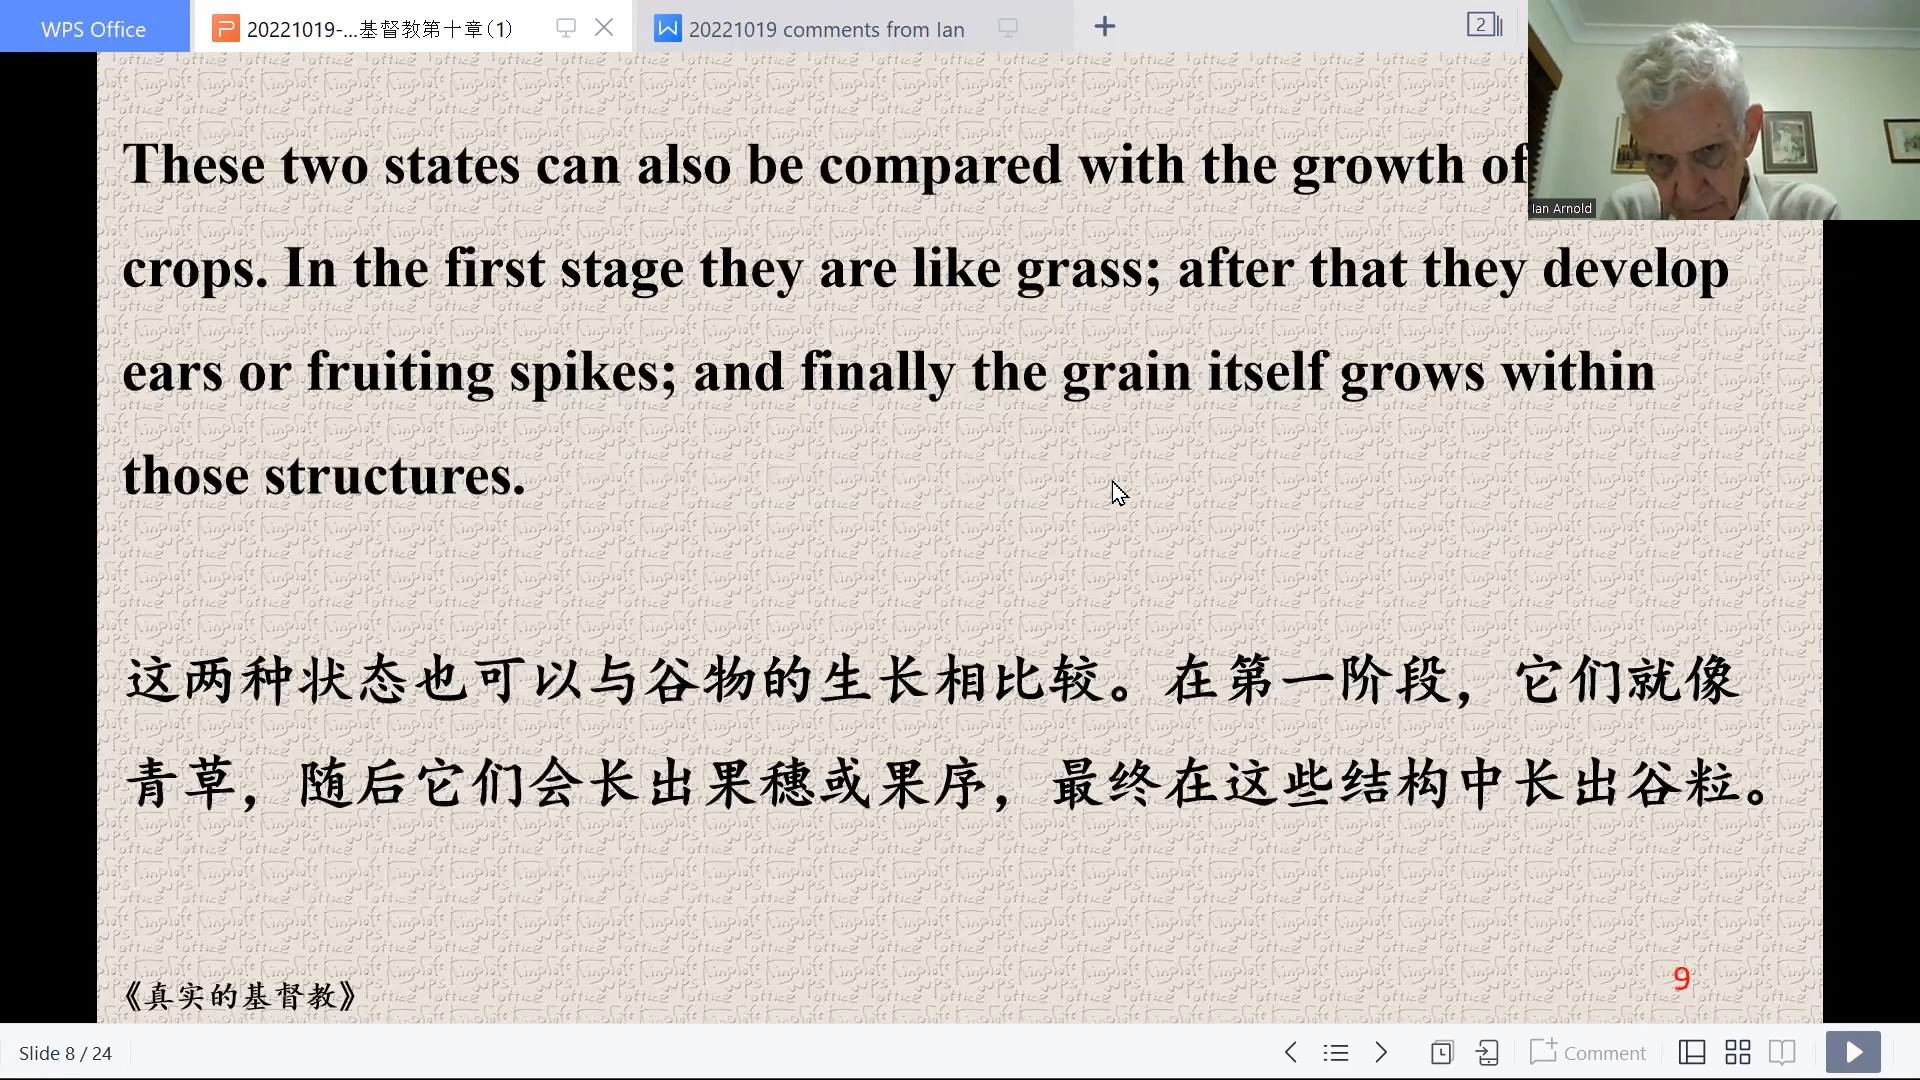 WPS Office
20221019-...基督教第十章(1)
20221019 comments from Ian
2
Ian Arnold
These two states can also be compared with the growth of
crops. In the first stage they are like grass; after that they develop
ears or fruiting spikes; and finally the grain itself grows within
those structures.
这两种状态也可以与谷物的生长相比较。在第一阶段，它们就像
青草，随后它们会长出果穗或果序，最终在这些结构中长出谷粒。
《真实的基督教》
9
Slide 8 / 24
Comment